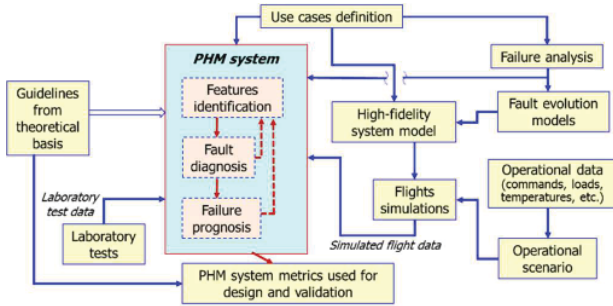 Use cases definition
PHM system
Failure analysis
Guidelines
from
theoretical
basis
Features
identification
High-fidelity
system model
Fault evolution
models
Fault
diagnosis
Operational data
(commands, loads,
temperatures, etc.)
Laboratory
test data
Failure
prognosis
Flights
simulations
Laboratory
tests
Simulated flight data
Operational
scenario
PHM system metrics used for
design and validation